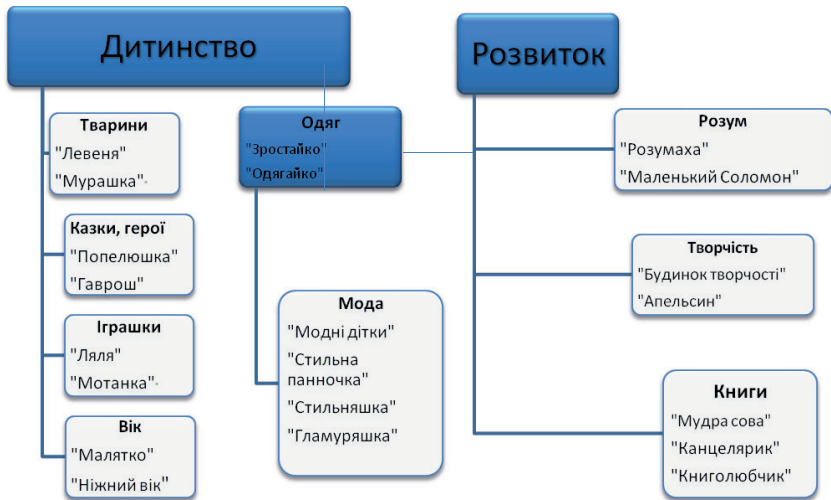 Дитинство
Тварини
"Левеня"
"Мурашка"
Казки, герої
"Попелюшка"
"Гаврош"
Іграшки
"Ляля"
"Мотанка"
Вік
"Малятко"
"Ніжний вік"
Одяг
"Зростайко"
"Одягайко"
Мода
"Модні дітки"
"Стильна
панночка"
"Стильняшка"
"Гламуряшка"
Розвиток
Розум
"Розумаха"
"Маленький Соломон"
Творчість
"Будинок творчості"
"Апельсин"
Книги
"Мудра сова"
"Канцелярик"
"Книголюбчик"